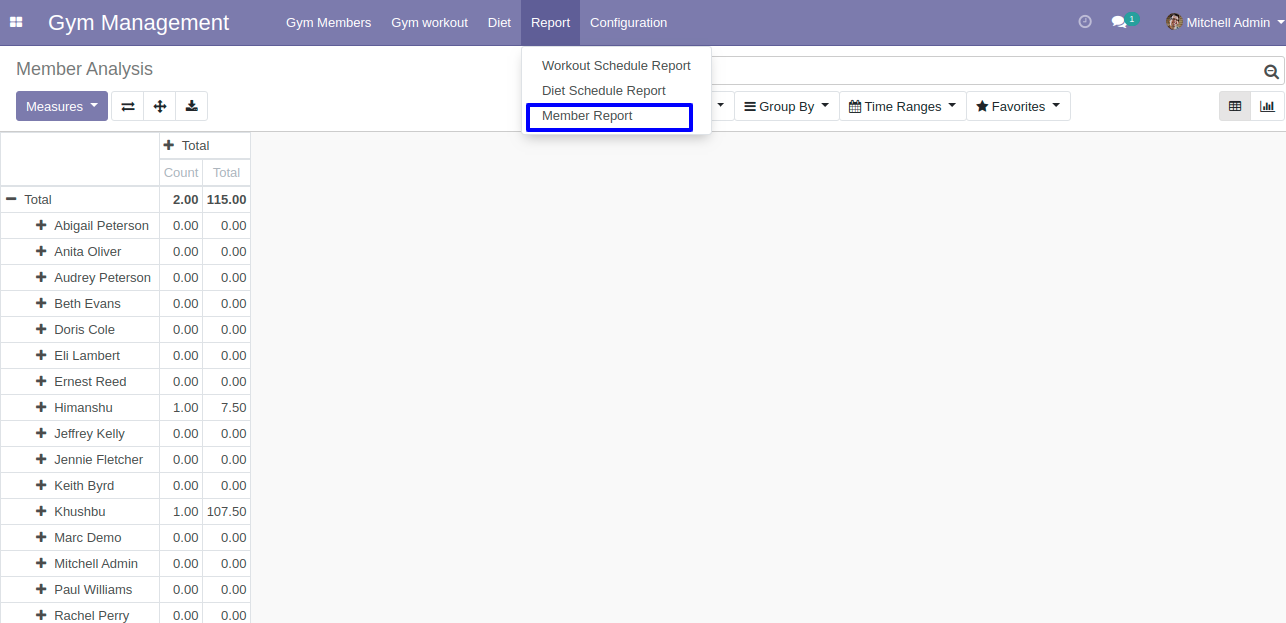 Gym Management Gym Members Gym workout Diet Report Configuration 1 Mitchell Admin
Member Analysis
Workout Schedule Report
Diet Schedule Report
Member Report
Measures Group By Time Ranges Favorites
Total
Count Total
Total 2.00 115.00
Abigail Peterson 0.00 0.00
Anita Oliver 0.00 0.00
Audrey Peterson 0.00 0.00
Beth Evans 0.00 0.00
Doris Cole 0.00 0.00
Eli Lambert 0.00 0.00
Ernest Reed 0.00 0.00
Himanshu 1.00 7.50
Jeffrey Kelly 0.00 0.00
Jennie Fletcher 0.00 0.00
Keith Byrd 0.00 0.00
Khushbu 1.00 107.50
Marc Demo 0.00 0.00
Mitchell Admin 0.00 0.00
Paul Williams 0.00 0.00
Rachel Perry 0.00 0.00